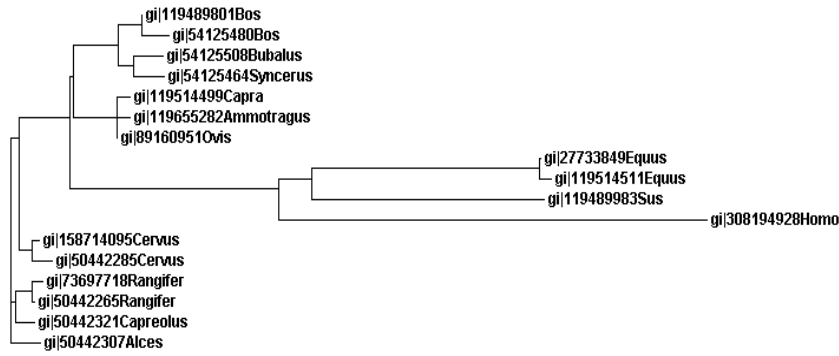 gi|119489801Bos
gi|54125480Bos
gi|54125508Bubalus
gi|54125464Syncerus
gi|119514499Capra
gi|119655282Ammotragus
gi|89160951Ovis
gi|27733849Equus
gi|119514511Equus
gi|119489983Sus
gi|308194928Homo
gi|158714095Cervus
gi|50442285Cervus
gi|73697718Rangifer
gi|50442265Rangifer
gi|50442321Capreolus
gi|50442307Alces